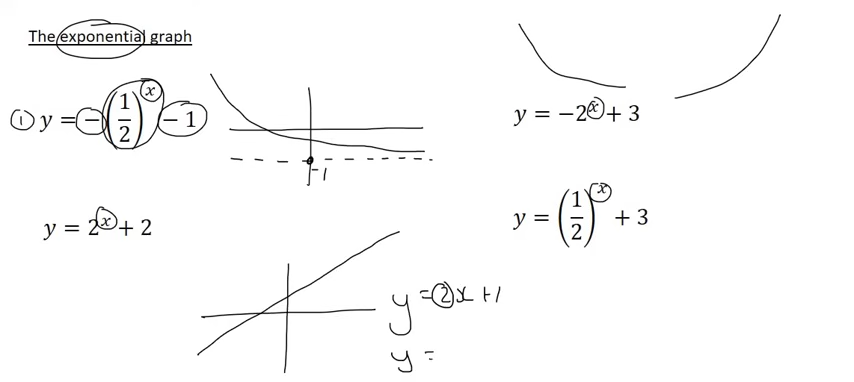 The exponential graph
① y = −(1/2)^x − 1
−1
y = 2^x + 2
y = −2^x + 3
y = (1/2)^x + 3
y = 2x + 1
y =